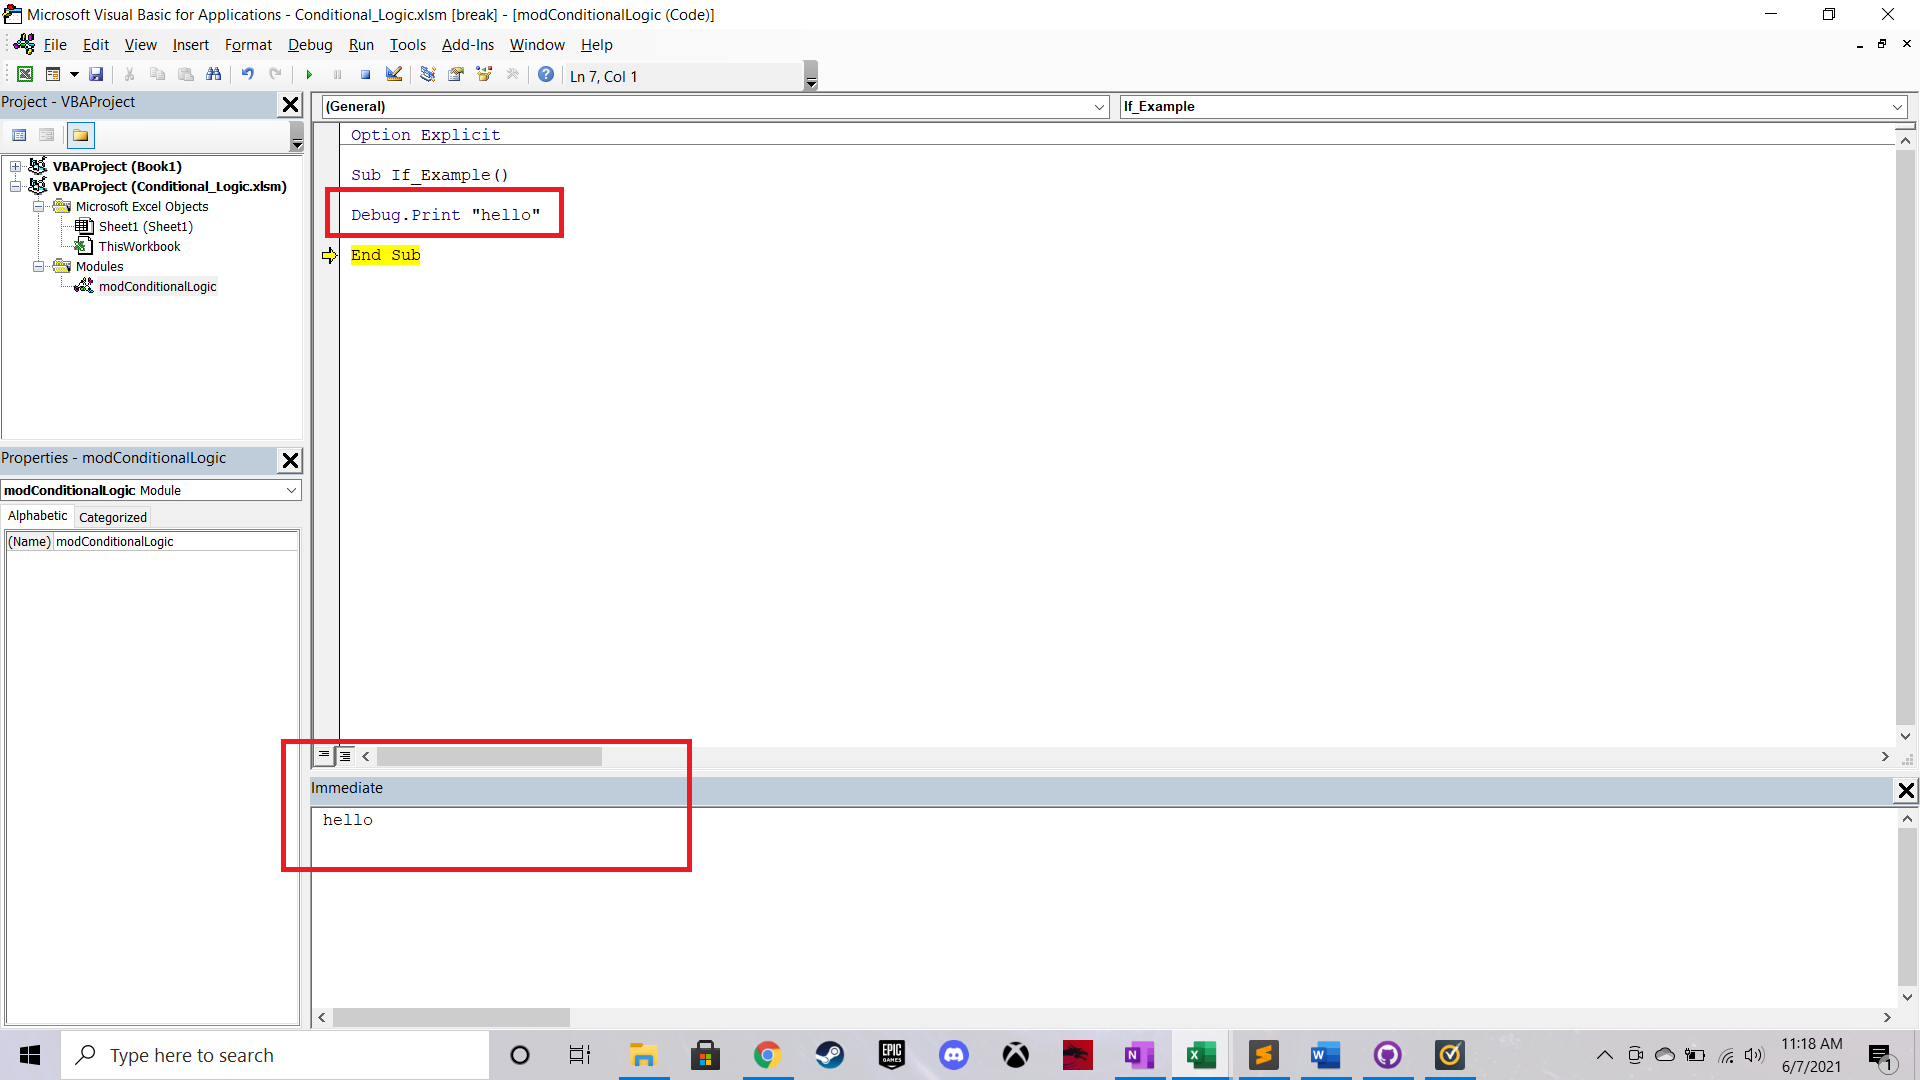 Microsoft Visual Basic for Applications - Conditional_Logic.xlsm [break] - [modConditionalLogic (Code)]
File Edit View Insert Format Debug Run Tools Add-Ins Window Help
Ln 7, Col 1
Project - VBAProject
(General)
If_Example
Option Explicit
Sub If_Example()
Debug.Print "hello"
End Sub
VBAProject (Book1)
VBAProject (Conditional_Logic.xlsm)
Microsoft Excel Objects
Sheet1 (Sheet1)
ThisWorkbook
Modules
modConditionalLogic
Properties - modConditionalLogic
modConditionalLogic Module
Alphabetic Categorized
(Name) modConditionalLogic
Immediate
hello
Type here to search
EPIC
GAMES
N
X
S
W
11:18 AM
6/7/2021
1